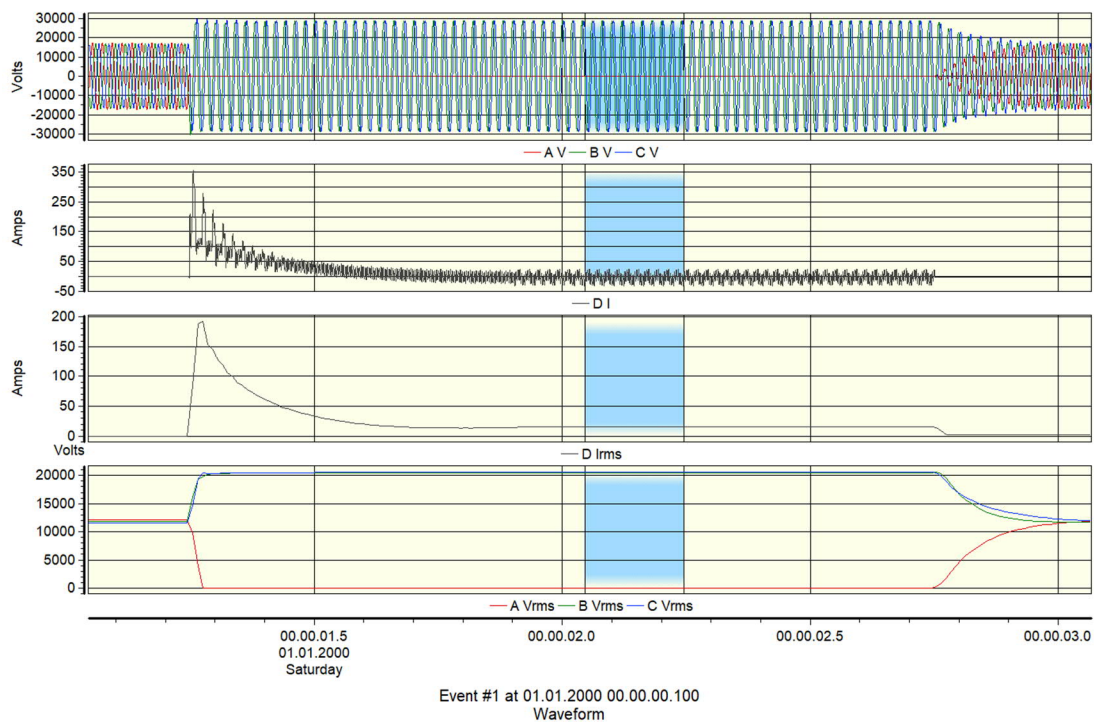 30000
20000
10000
0
-10000
-20000
-30000
Volts
A V B V C V
350
250
150
50
-50
Amps
D I
200
150
100
50
0
Amps
Volts
D Irms
20000
15000
10000
5000
0
A Vrms B Vrms C Vrms
00.00.01.5 00.00.02.0 00.00.02.5 00.00.03.0
01.01.2000
Saturday
Event #1 at 01.01.2000 00.00.00.100
Waveform